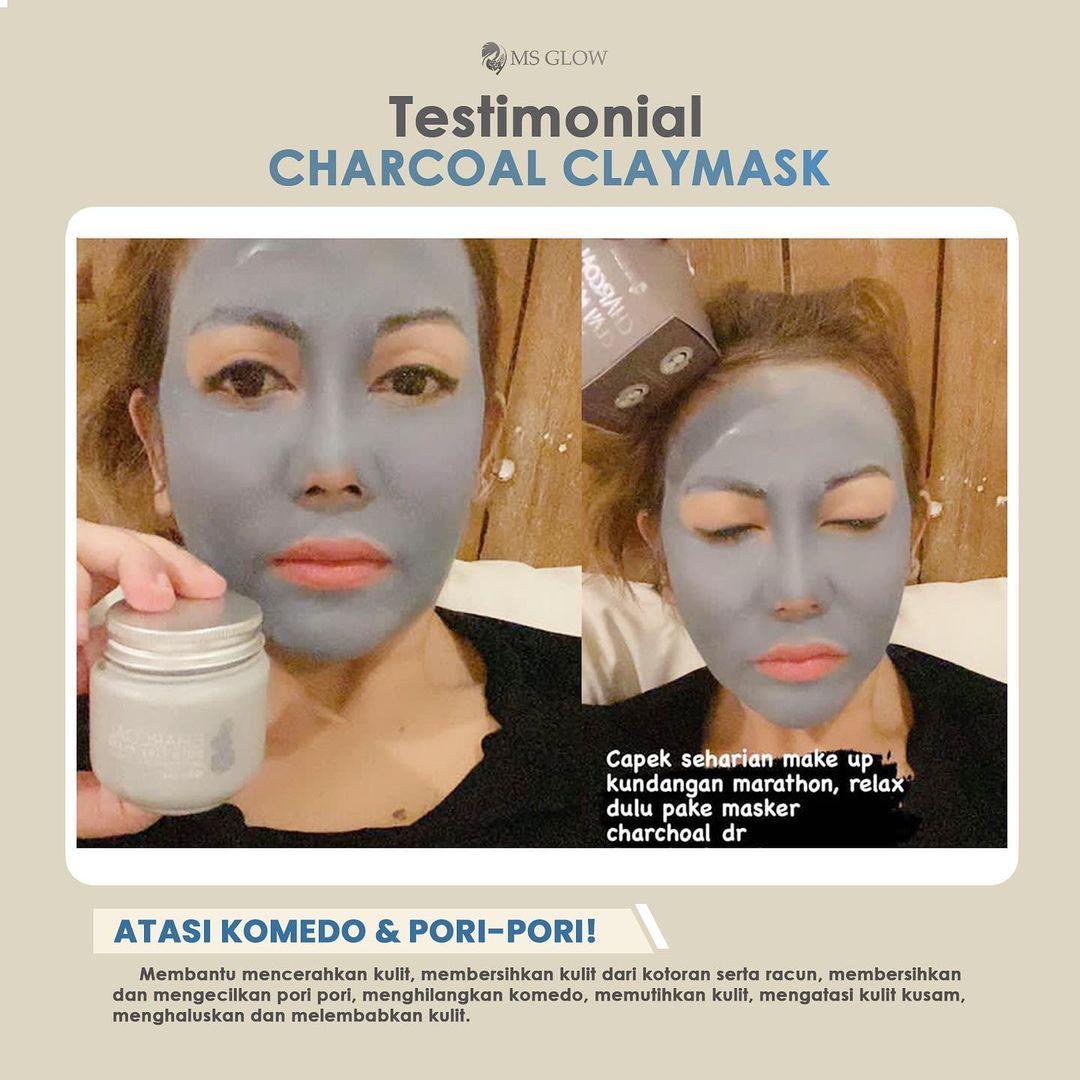 MS GLOW
Testimonial
CHARCOAL CLAYMASK
Capek seharian make up
kundangan marathon, relax
dulu pake masker
charchoal dr
ATASI KOMEDO & PORI-PORI!
Membantu mencerahkan kulit, membersihkan kulit dari kotoran serta racun, membersihkan
dan mengecilkan pori pori, menghilangkan komedo, memutihkan kulit, mengatasi kulit kusam,
menghaluskan dan melembabkan kulit.